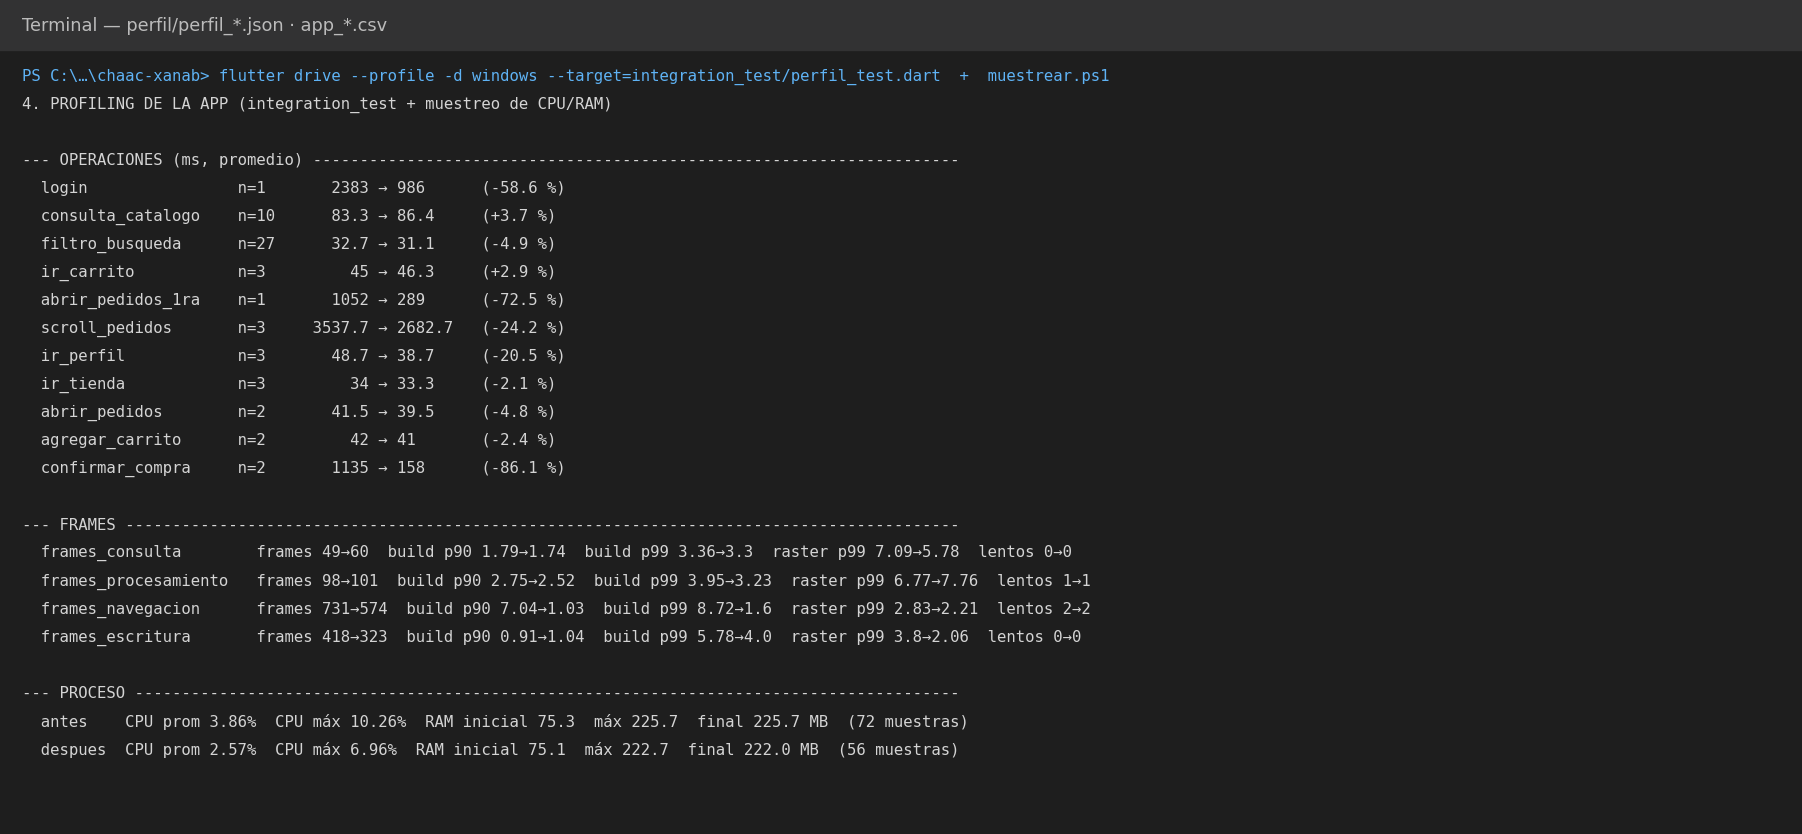 Terminal — perfil/perfil_*.json · app_*.csv
PS C:\…\chaac-xanab> flutter drive --profile -d windows --target=integration_test/perfil_test.dart  +  muestrear.ps1
4. PROFILING DE LA APP (integration_test + muestreo de CPU/RAM)
--- OPERACIONES (ms, promedio) ---------------------------------------------------------------------
login                n=1       2383 → 986      (-58.6 %)
consulta_catalogo    n=10      83.3 → 86.4     (+3.7 %)
filtro_busqueda      n=27      32.7 → 31.1     (-4.9 %)
ir_carrito           n=3         45 → 46.3     (+2.9 %)
abrir_pedidos_1ra    n=1       1052 → 289      (-72.5 %)
scroll_pedidos       n=3     3537.7 → 2682.7   (-24.2 %)
ir_perfil            n=3       48.7 → 38.7     (-20.5 %)
ir_tienda            n=3         34 → 33.3     (-2.1 %)
abrir_pedidos        n=2       41.5 → 39.5     (-4.8 %)
agregar_carrito      n=2         42 → 41       (-2.4 %)
confirmar_compra     n=2       1135 → 158      (-86.1 %)
--- FRAMES -----------------------------------------------------------------------------------------
frames_consulta        frames 49→60  build p90 1.79→1.74  build p99 3.36→3.3  raster p99 7.09→5.78  lentos 0→0
frames_procesamiento   frames 98→101  build p90 2.75→2.52  build p99 3.95→3.23  raster p99 6.77→7.76  lentos 1→1
frames_navegacion      frames 731→574  build p90 7.04→1.03  build p99 8.72→1.6  raster p99 2.83→2.21  lentos 2→2
frames_escritura       frames 418→323  build p90 0.91→1.04  build p99 5.78→4.0  raster p99 3.8→2.06  lentos 0→0
--- PROCESO ----------------------------------------------------------------------------------------
antes    CPU prom 3.86%  CPU máx 10.26%  RAM inicial 75.3  máx 225.7  final 225.7 MB  (72 muestras)
despues  CPU prom 2.57%  CPU máx 6.96%  RAM inicial 75.1  máx 222.7  final 222.0 MB  (56 muestras)